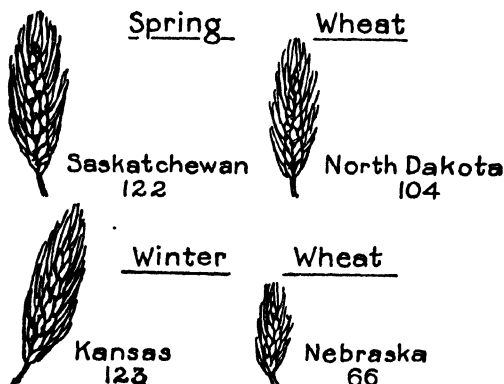 Spring Wheat
Saskatchewan
122
North Dakota
104
Winter Wheat
Kansas
123
Nebraska
66